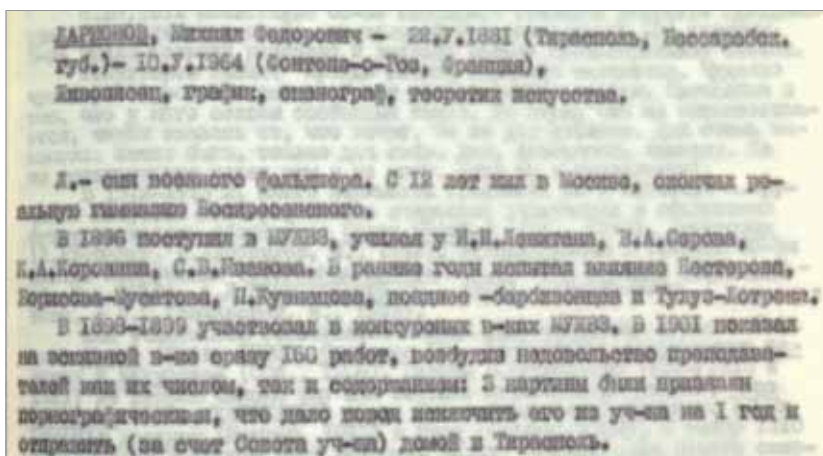 ЛАРИОНОВ, Михаил Федорович - 22.У.1881 (Тирасполь, Бессарабск.
губ.)- 10.У.1964 (Фонтене-о-Роз, Франция),
Живописец, график, сценограф, теоретик искусства.
Л.- сын военного фельдшера. С 12 лет жил в Москве, окончил ре-
альную гимназию Воскресенского.
В 1898 поступил в МУЖВЗ, учился у И.И.Левитана, В.А.Серова,
К.А.Коровина, С.В.Иванова. В ранние годы испытал влияние Нестерова,
Борисова-Мусатова, П.Кузнецова, позднее -барбизонцев и Тулуз-Лотрека.
В 1898-1899 участвовал в конкурсных в-ках МУЖВЗ. В 1901 показал
на эскизной в-ке сразу 150 работ, возбудив недовольство преподава-
телей как их числом, так и содержанием: 3 картины были признаны
порнографическими, что дало повод исключить его из уч-ща на I год и
отправить (за счет Совета уч-ща) домой в Тирасполь.